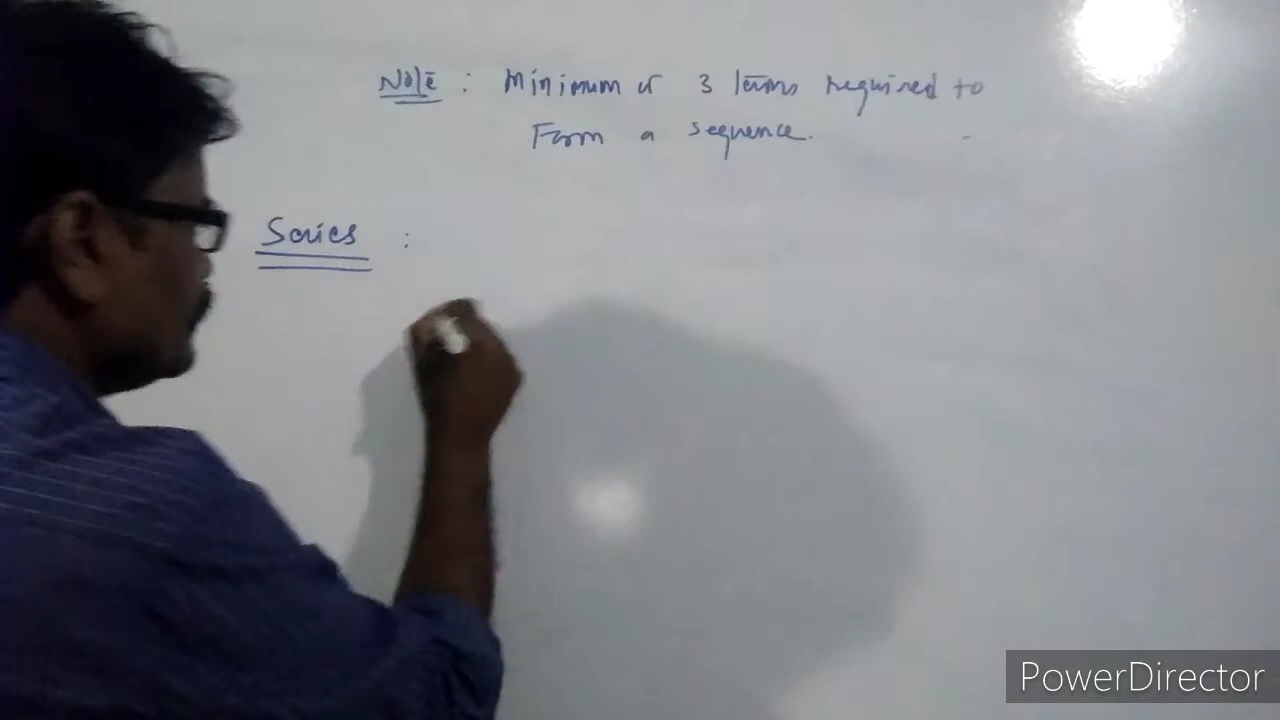 Note : Minimum of 3 terms required to
Form a sequence.
Series :
PowerDirector